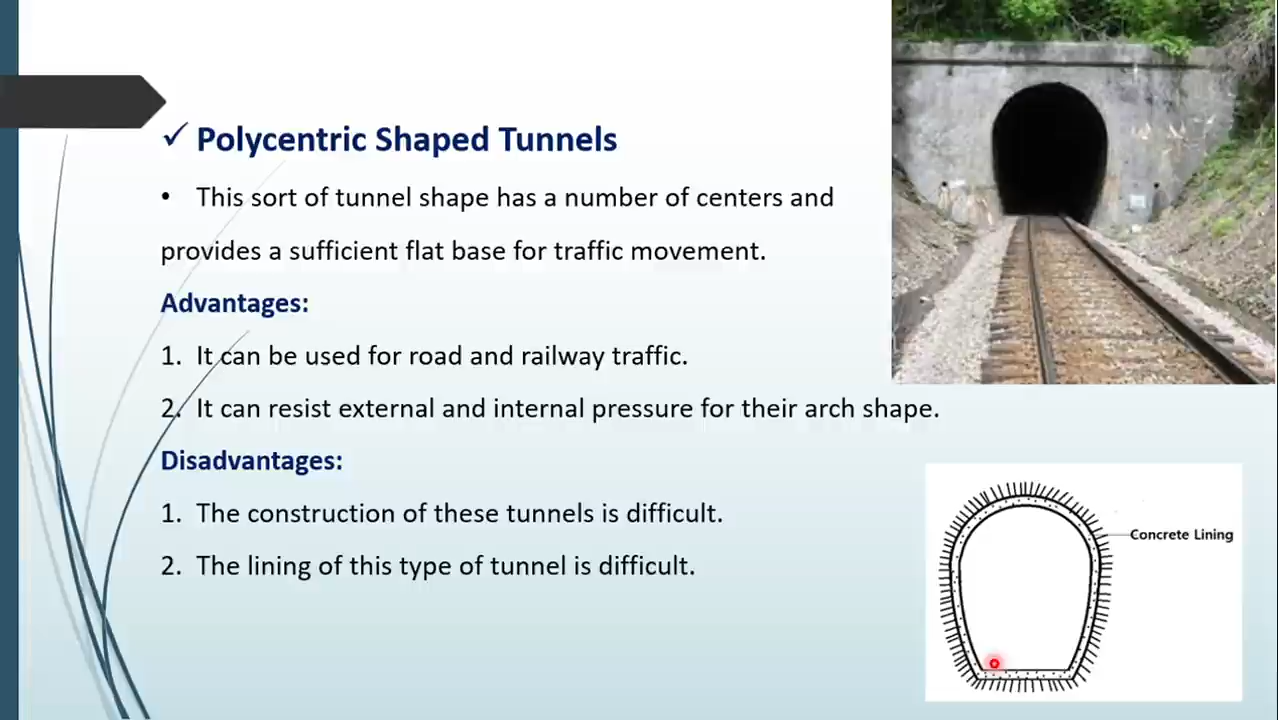 ✓ Polycentric Shaped Tunnels
• This sort of tunnel shape has a number of centers and
provides a sufficient flat base for traffic movement.
Advantages:
1. It can be used for road and railway traffic.
2. It can resist external and internal pressure for their arch shape.
Disadvantages:
1. The construction of these tunnels is difficult.
2. The lining of this type of tunnel is difficult.
Concrete Lining